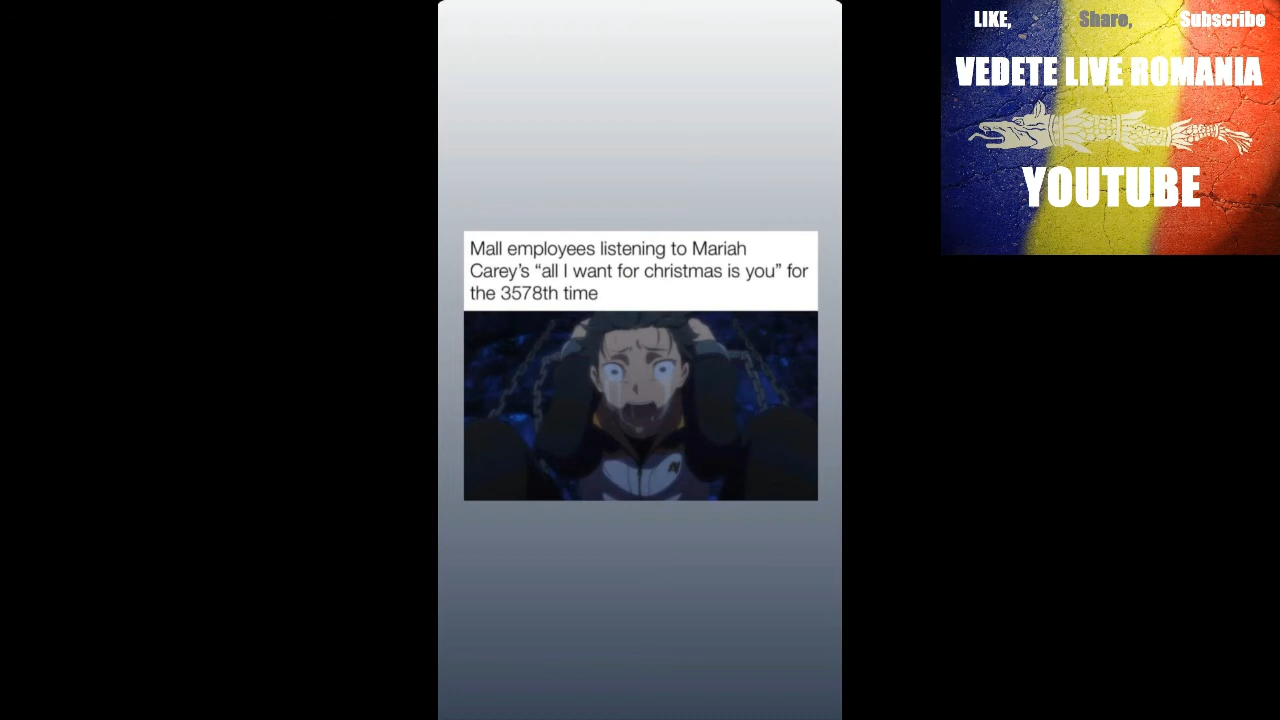 LIKE, Share, Subscribe
VEDETE LIVE ROMANIA
YOUTUBE
Mall employees listening to Mariah
Carey's “all I want for christmas is you” for
the 3578th time